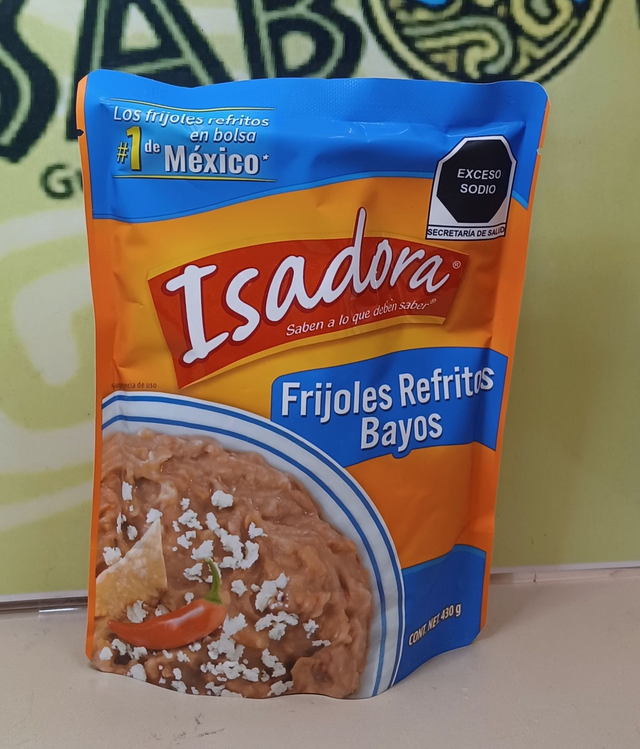 SABO
Los frijoles refritos
en bolsa
#1 de México*
EXCESO
SODIO
SECRETARÍA DE SALUD
Isadora®
Saben a lo que deben saber®
Frijoles Refritos
Bayos
CONT. NET. 430 g